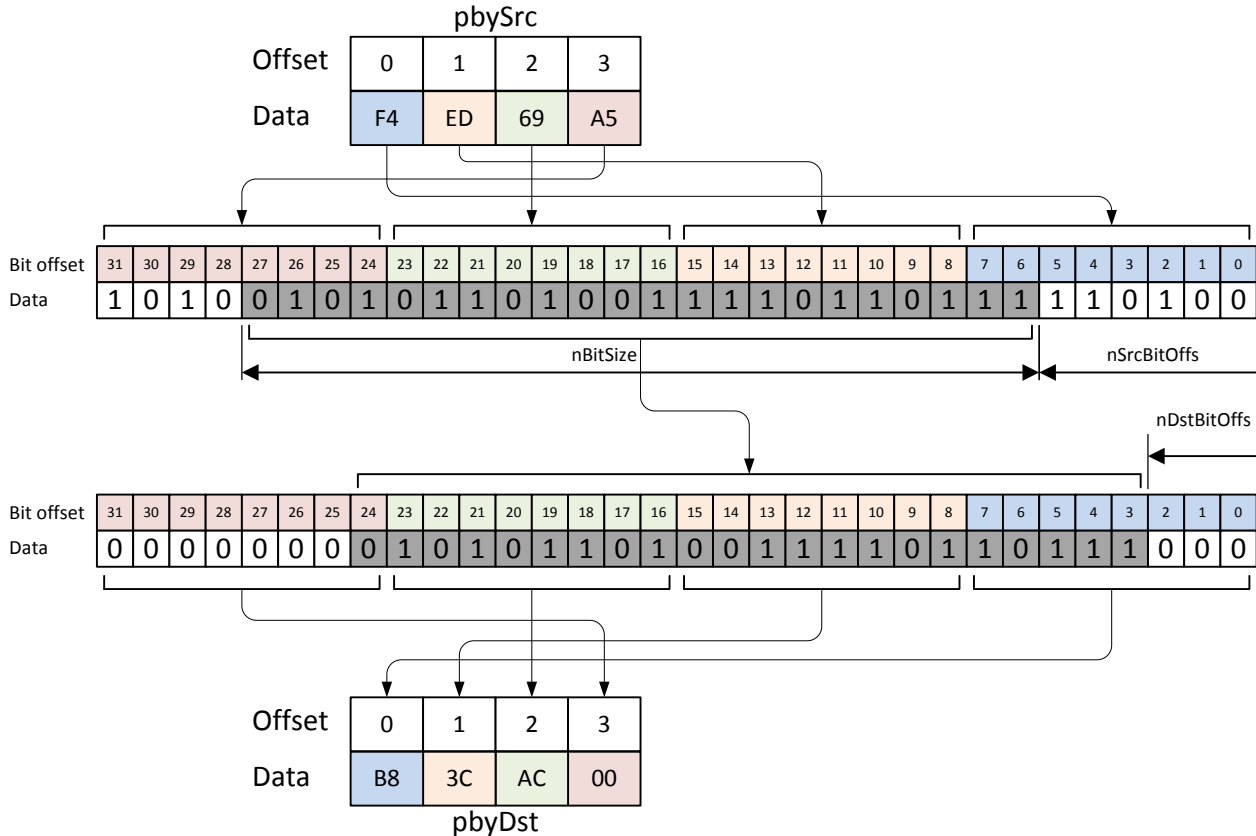 pbySrc
Offset 0 1 2 3
Data F4 ED 69 A5
Bit offset 31 30 29 28 27 26 25 24 23 22 21 20 19 18 17 16 15 14 13 12 11 10 9 8 7 6 5 4 3 2 1 0
Data 1 0 1 0 0 1 0 1 0 1 1 0 1 0 0 1 1 1 1 0 1 1 0 1 1 1 1 1 0 1 0 0
nBitSize nSrcBitOffs
nDstBitOffs
Bit offset 31 30 29 28 27 26 25 24 23 22 21 20 19 18 17 16 15 14 13 12 11 10 9 8 7 6 5 4 3 2 1 0
Data 0 0 0 0 0 0 0 0 1 0 1 0 1 1 0 1 0 0 1 1 1 1 0 1 1 0 1 1 1 0 0 0
Offset 0 1 2 3
Data B8 3C AC 00
pbyDst